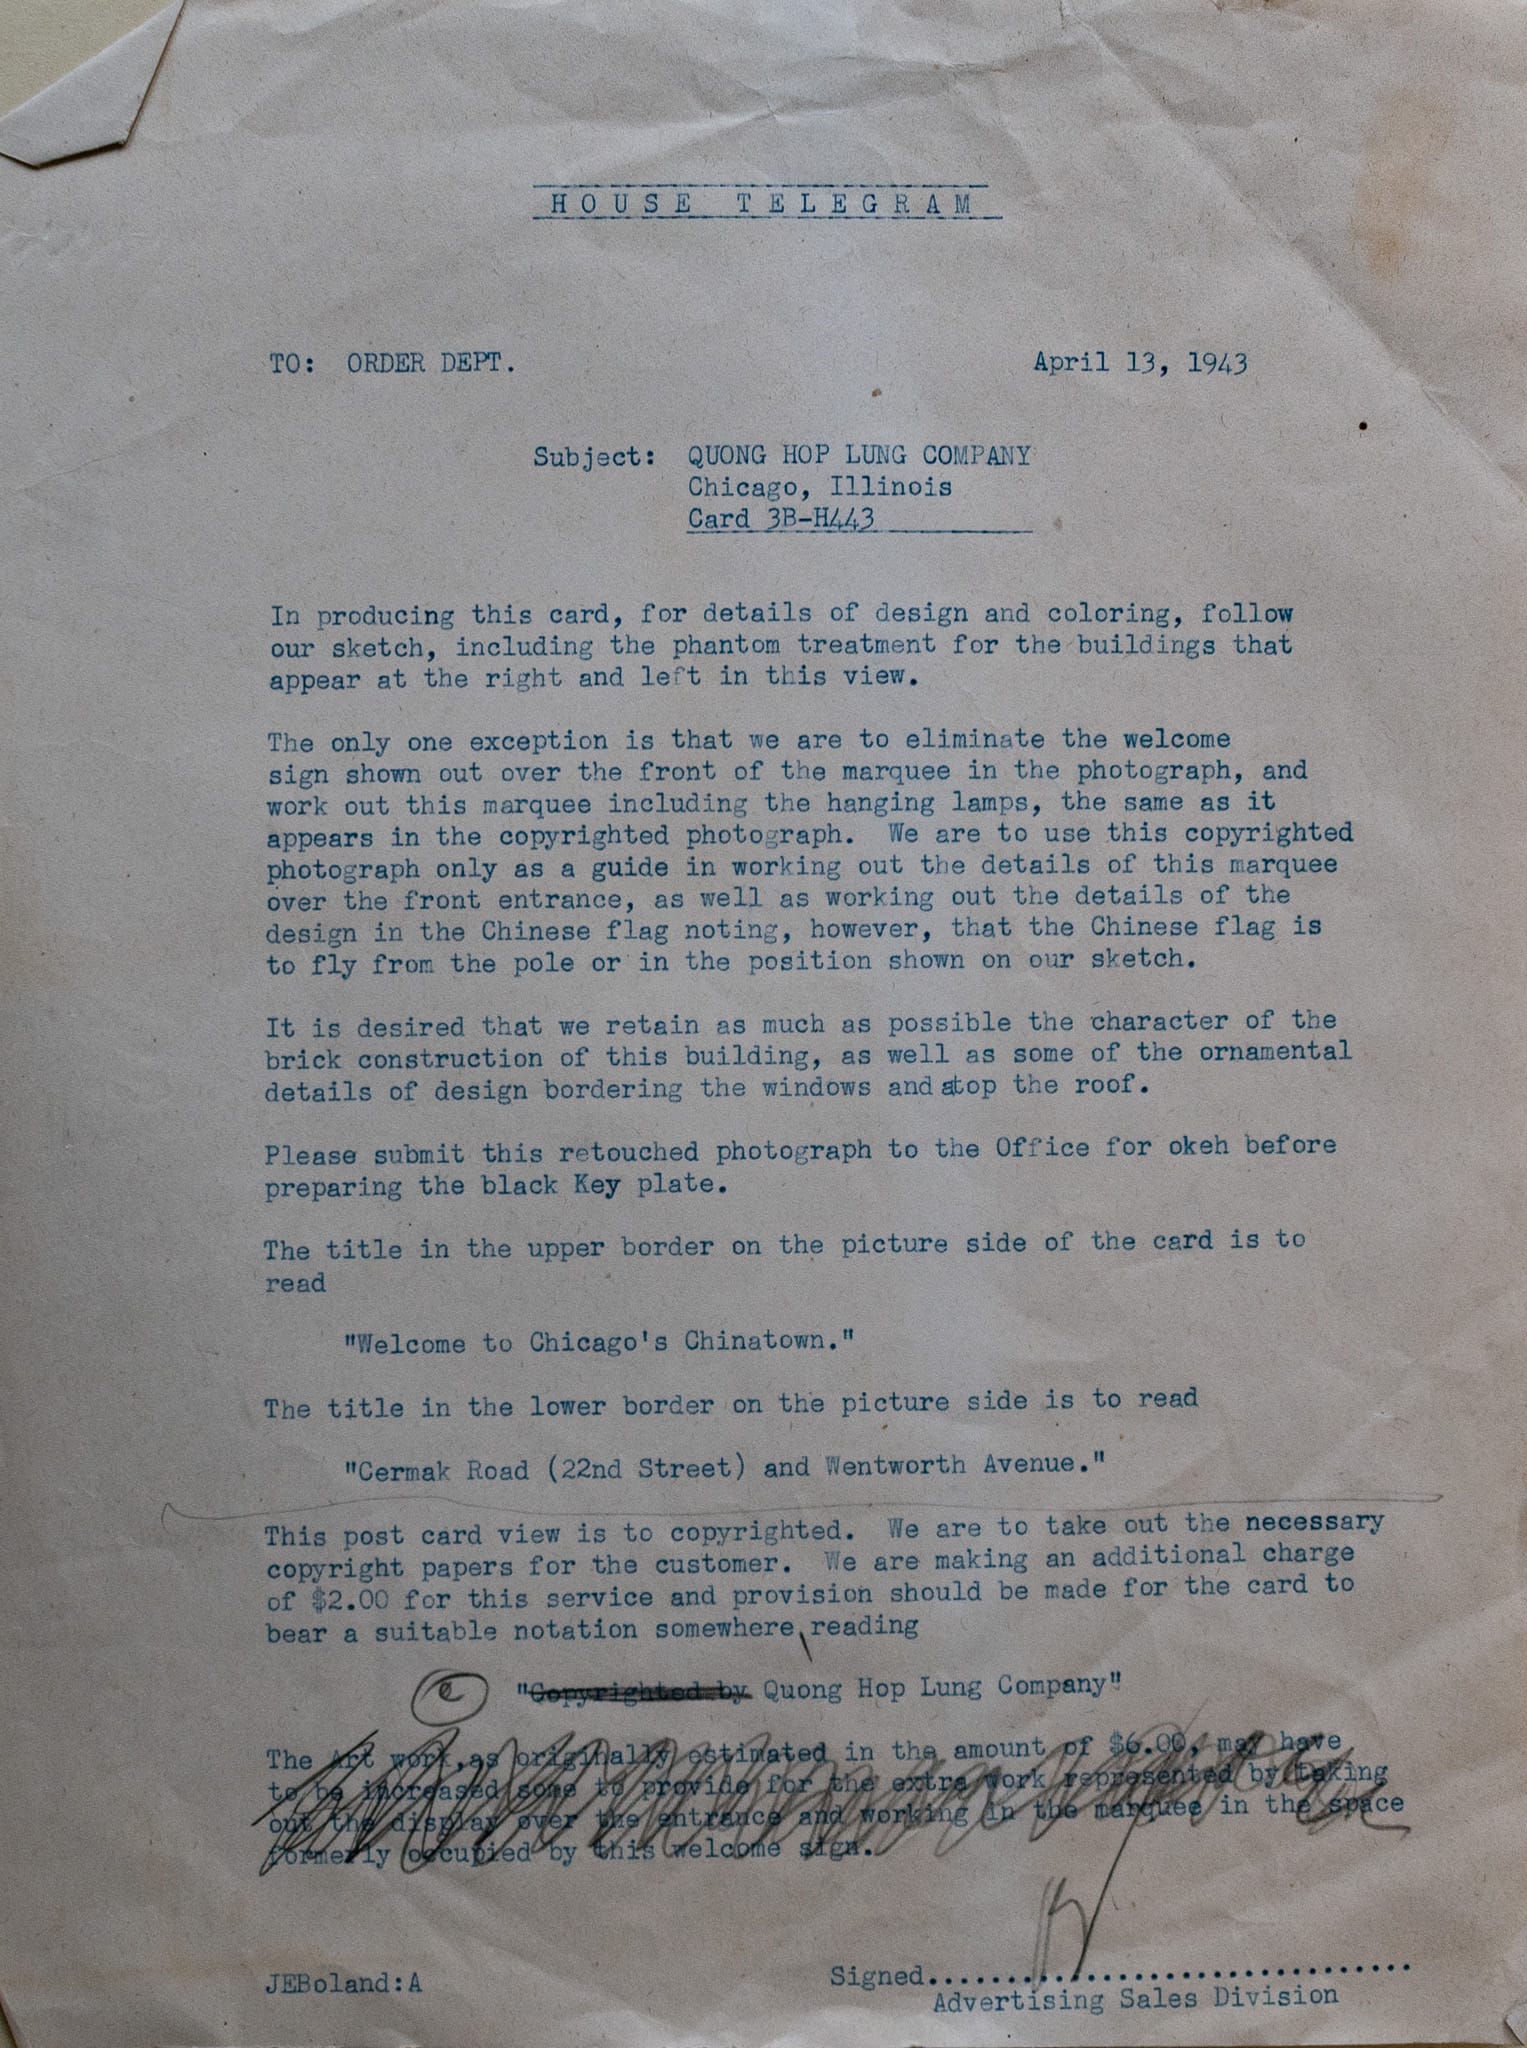 HOUSE TELEGRAM
TO: ORDER DEPT. April 13, 1943
Subject: QUONG HOP LUNG COMPANY
Chicago, Illinois
Card 3B-H443
In producing this card, for details of design and coloring, follow
our sketch, including the phantom treatment for the buildings that
appear at the right and left in this view.
The only one exception is that we are to eliminate the welcome
sign shown out over the front of the marquee in the photograph, and
work out this marquee including the hanging lamps, the same as it
appears in the copyrighted photograph. We are to use this copyrighted
photograph only as a guide in working out the details of this marquee
over the front entrance, as well as working out the details of the
design in the Chinese flag noting, however, that the Chinese flag is
to fly from the pole or in the position shown on our sketch.
It is desired that we retain as much as possible the character of the
brick construction of this building, as well as some of the ornamental
details of design bordering the windows and atop the roof.
Please submit this retouched photograph to the Office for okeh before
preparing the black Key plate.
The title in the upper border on the picture side of the card is to
read
"Welcome to Chicago's Chinatown."
The title in the lower border on the picture side is to read
"Cermak Road (22nd Street) and Wentworth Avenue."
This post card view is to copyrighted. We are to take out the necessary
copyright papers for the customer. We are making an additional charge
of $2.00 for this service and provision should be made for the card to
bear a suitable notation somewhere reading
© "Copyrighted by Quong Hop Lung Company"
The Art work, as originally estimated in the amount of $6.00, may have
to be increased some to provide for the extra work represented by taking
out the display over the entrance and working in the marquee in the space
formerly occupied by this welcome sign.
JEBoland:A Signed...............................
Advertising Sales Division